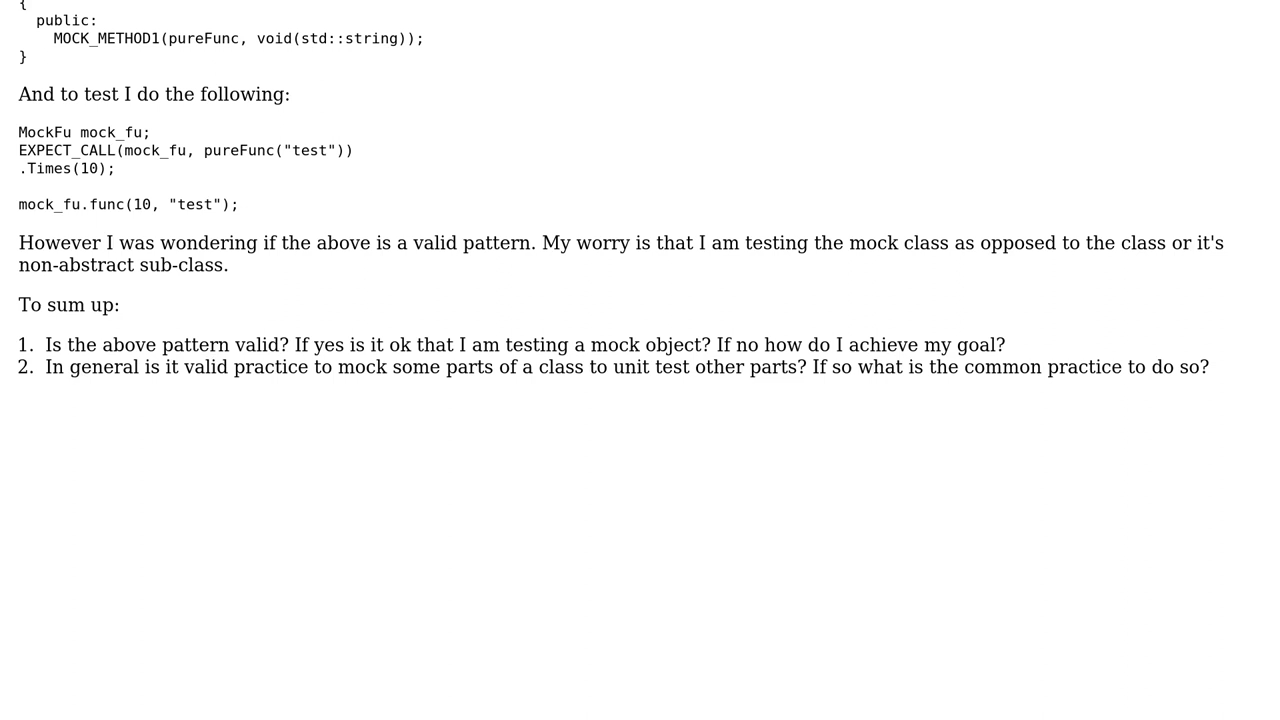 {
public:
MOCK_METHOD1(pureFunc, void(std::string));
}
And to test I do the following:
MockFu mock_fu;
EXPECT_CALL(mock_fu, pureFunc("test"))
.Times(10);
mock_fu.func(10, "test");
However I was wondering if the above is a valid pattern. My worry is that I am testing the mock class as opposed to the class or it's
non-abstract sub-class.
To sum up:
1. Is the above pattern valid? If yes is it ok that I am testing a mock object? If no how do I achieve my goal?
2. In general is it valid practice to mock some parts of a class to unit test other parts? If so what is the common practice to do so?